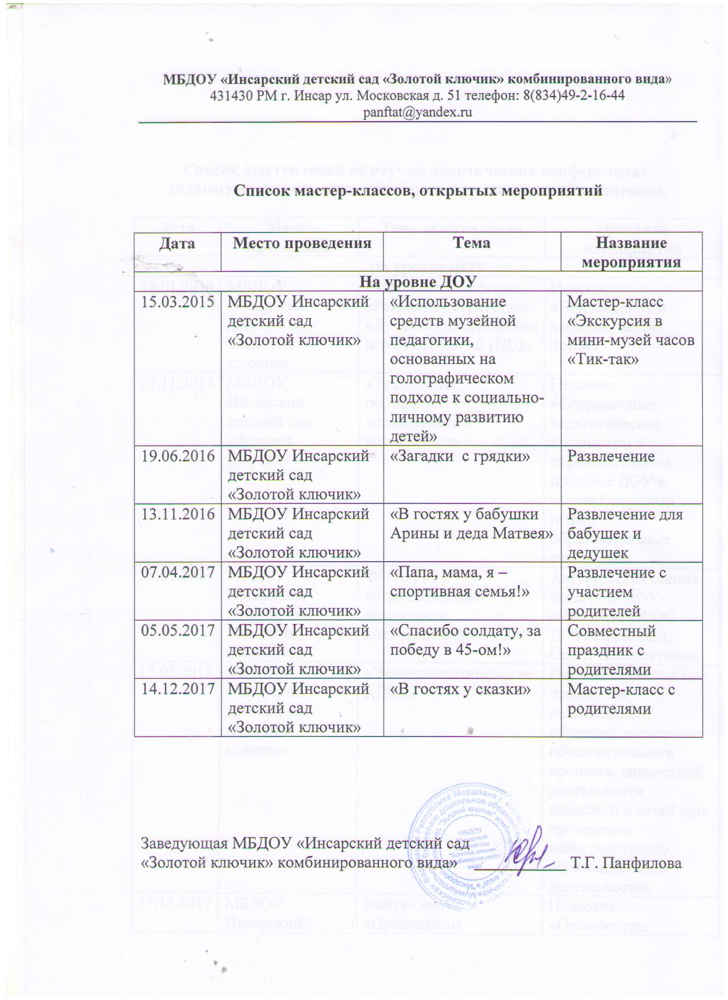 МБДОУ «Инсарский детский сад «Золотой ключик» комбинированного вида»
431430 РМ г. Инсар ул. Московская д. 51 телефон: 8(834)49-2-16-44
panftat@yandex.ru
Список мастер-классов, открытых мероприятий
Дата Место проведения Тема Название
мероприятия
На уровне ДОУ
15.03.2015 МБДОУ Инсарский «Использование Мастер-класс
детский сад средств музейной «Экскурсия в
«Золотой ключик» педагогики, мини-музей часов
основанных на «Тик-так»
голографическом
подходе к социально-
личному развитию
детей»
19.06.2016 МБДОУ Инсарский «Загадки с грядки» Развлечение
детский сад
«Золотой ключик»
13.11.2016 МБДОУ Инсарский «В гостях у бабушки Развлечение для
детский сад Арины и деда Матвея» бабушек и
«Золотой ключик» дедушек
07.04.2017 МБДОУ Инсарский «Папа, мама, я – Развлечение с
детский сад спортивная семья!» участием
«Золотой ключик» родителей
05.05.2017 МБДОУ Инсарский «Спасибо солдату, за Совместный
детский сад победу в 45-ом!» праздник с
«Золотой ключик» родителями
14.12.2017 МБДОУ Инсарский «В гостях у сказки» Мастер-класс с
детский сад родителями
«Золотой ключик»
Заведующая МБДОУ «Инсарский детский сад
«Золотой ключик» комбинированного вида» Т.Г. Панфилова
МБДОУ
"Инсарский
детский сад
"Золотой ключик"
комбинированного
вида"